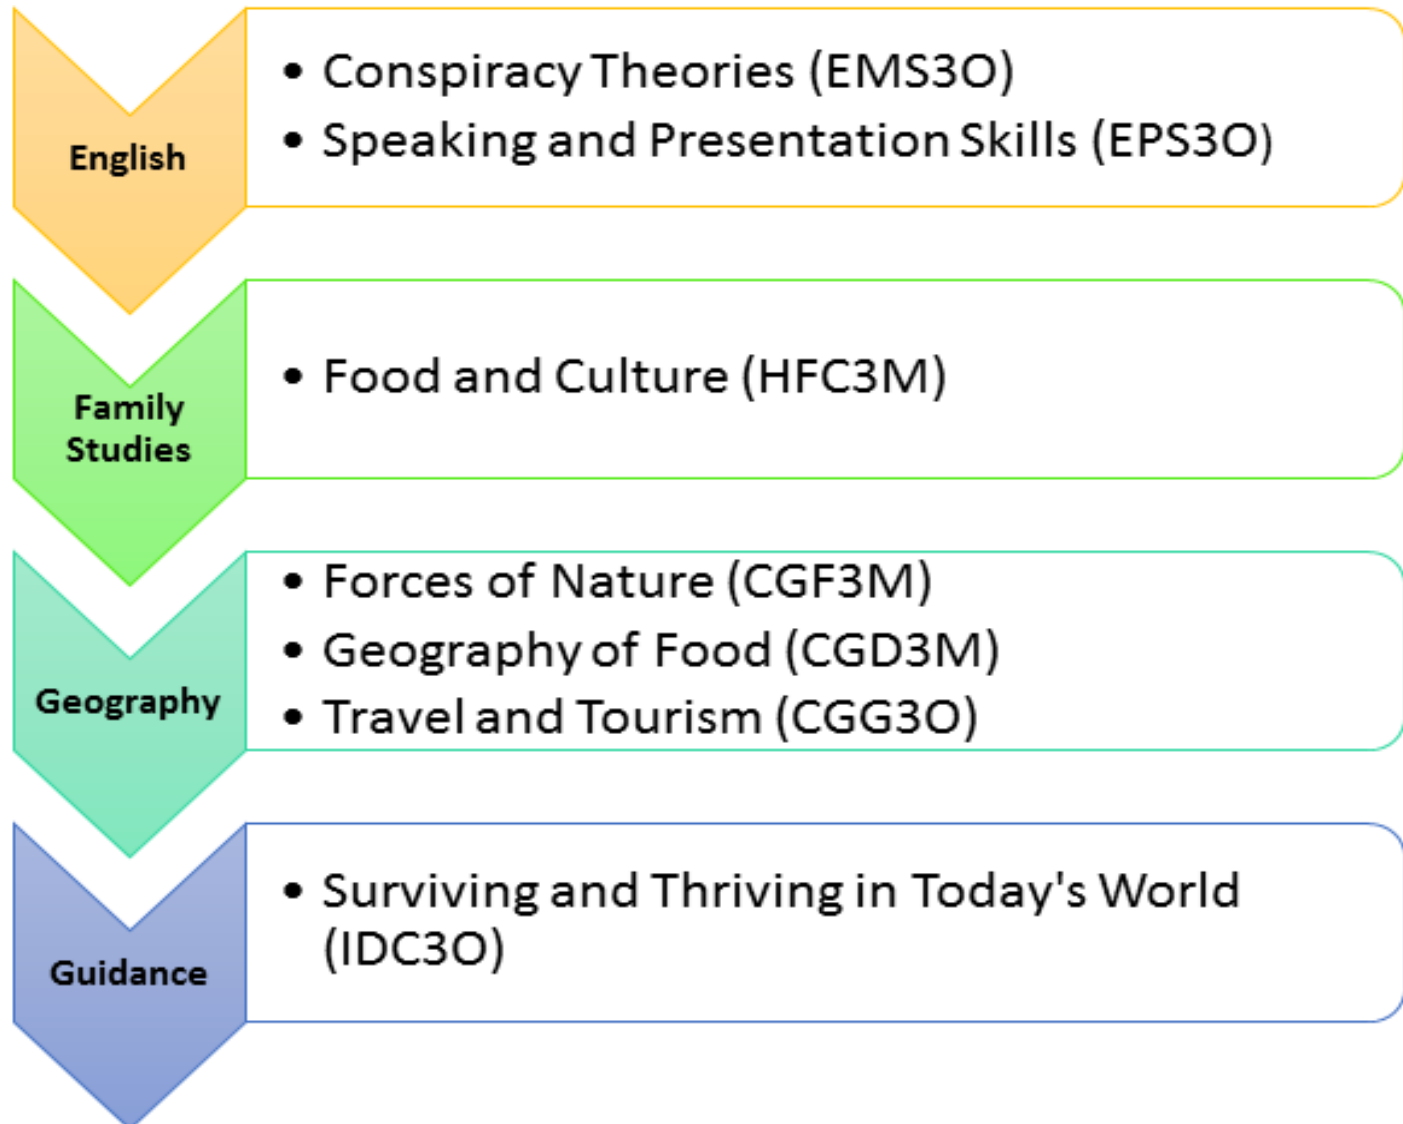 English
• Conspiracy Theories (EMS3O)
• Speaking and Presentation Skills (EPS3O)
Family
Studies
• Food and Culture (HFC3M)
Geography
• Forces of Nature (CGF3M)
• Geography of Food (CGD3M)
• Travel and Tourism (CGG3O)
Guidance
• Surviving and Thriving in Today's World
(IDC3O)